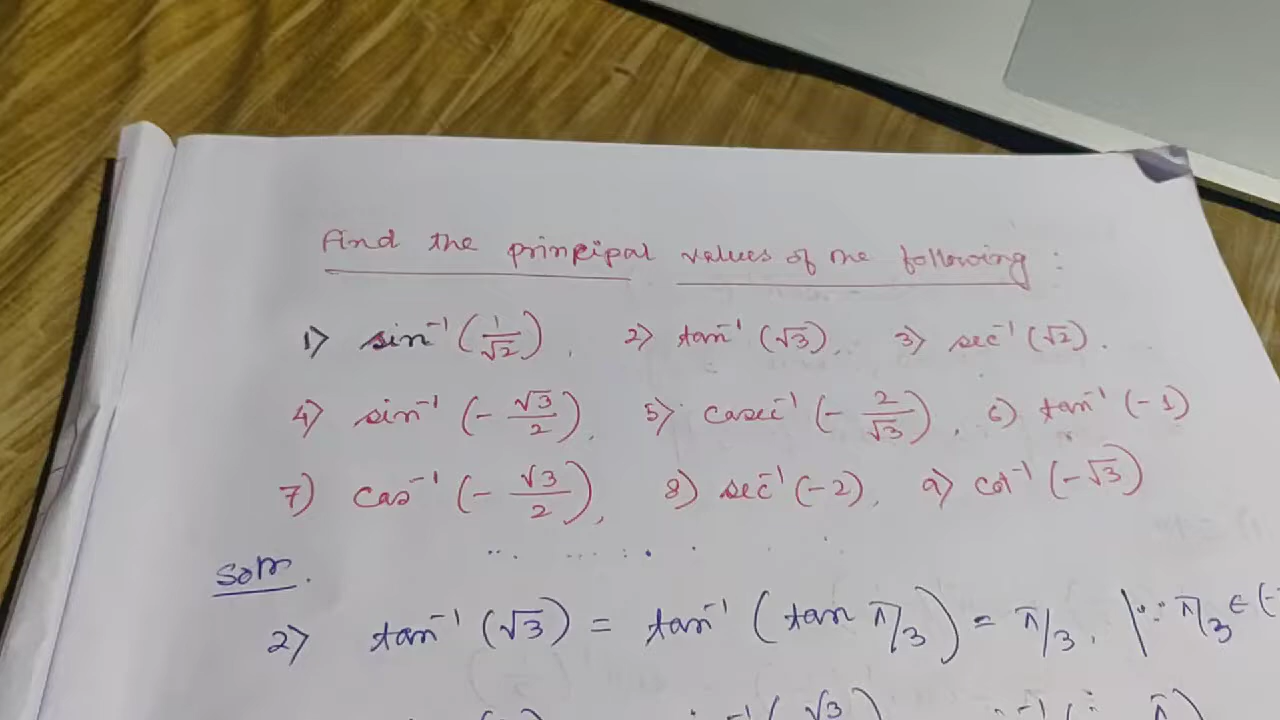 Find the principal values of the following :
1) sin⁻¹ (1/√2), 2) tan⁻¹ (√3), 3) sec⁻¹ (√2).
4) sin⁻¹ (- √3/2), 5) cosec⁻¹ (- 2/√3), 6) tan⁻¹ (-1)
7) cos⁻¹ (- √3/2), 8) sec⁻¹ (-2), 9) cot⁻¹ (-√3)
Soln.
2) tan⁻¹ (√3) = tan⁻¹ (tan π/3) = π/3. | ∵ π/3 ∈ (-